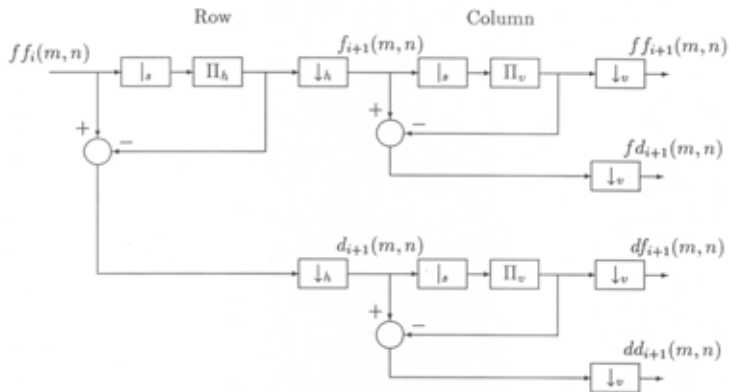 Row Column
ff_i(m,n) f_{i+1}(m,n) ff_{i+1}(m,n)
|_s Π_h ↓_h |_s Π_v ↓_v
+ − + −
fd_{i+1}(m,n)
↓_v
d_{i+1}(m,n) df_{i+1}(m,n)
↓_h |_s Π_v ↓_v
+ −
dd_{i+1}(m,n)
↓_v